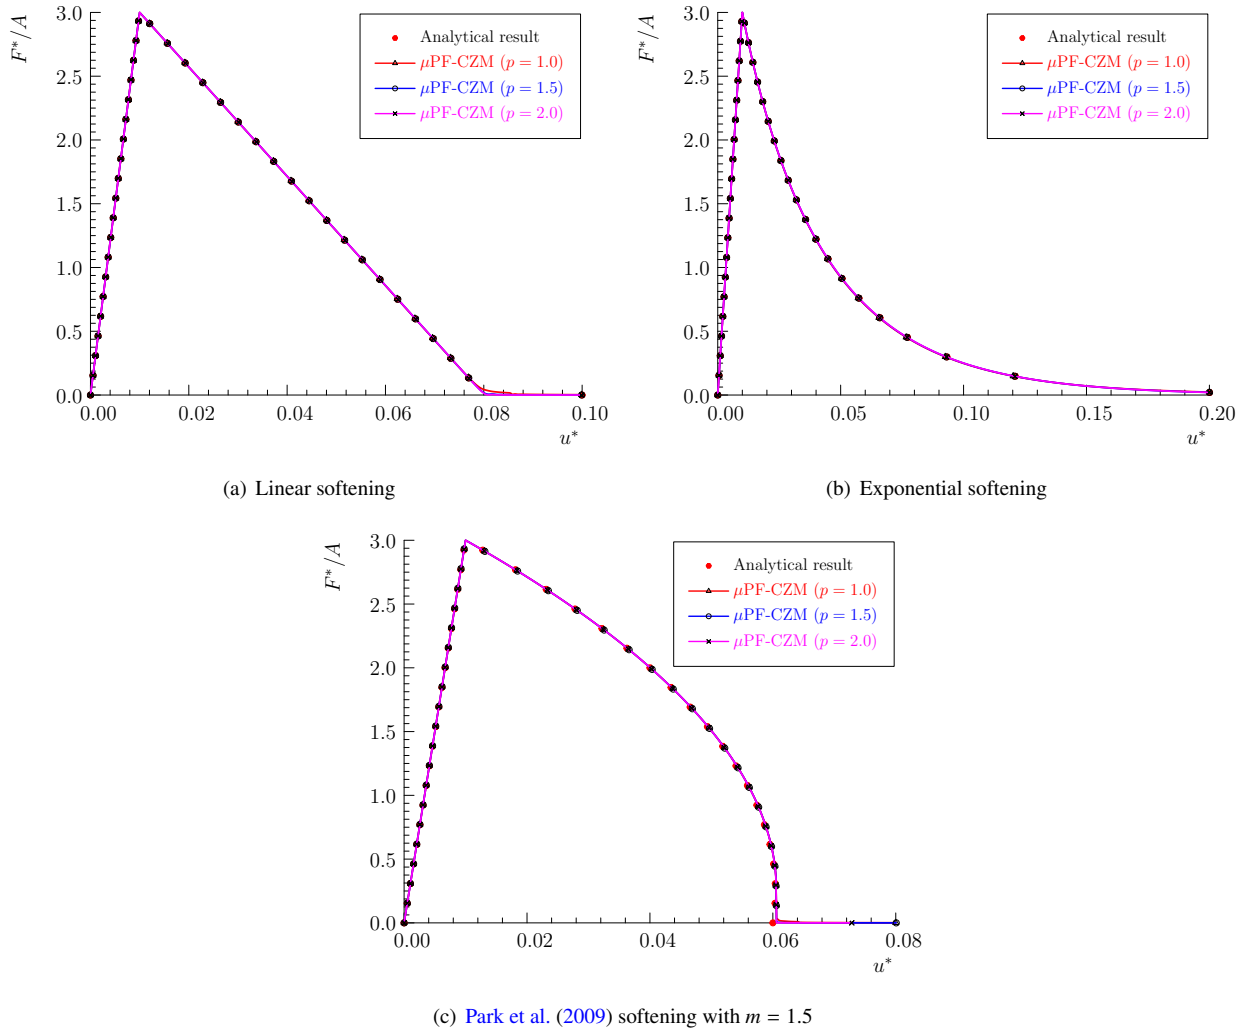 F*/A
3.0
2.5
2.0
1.5
1.0
0.5
0.0
0.00 0.02 0.04 0.06 0.08 0.10
u*
Analytical result
μPF-CZM (p = 1.0)
μPF-CZM (p = 1.5)
μPF-CZM (p = 2.0)
(a) Linear softening
F*/A
3.0
2.5
2.0
1.5
1.0
0.5
0.0
0.00 0.05 0.10 0.15 0.20
u*
Analytical result
μPF-CZM (p = 1.0)
μPF-CZM (p = 1.5)
μPF-CZM (p = 2.0)
(b) Exponential softening
F*/A
3.0
2.5
2.0
1.5
1.0
0.5
0.0
0.00 0.02 0.04 0.06 0.08
u*
Analytical result
μPF-CZM (p = 1.0)
μPF-CZM (p = 1.5)
μPF-CZM (p = 2.0)
(c) Park et al. (2009) softening with m = 1.5